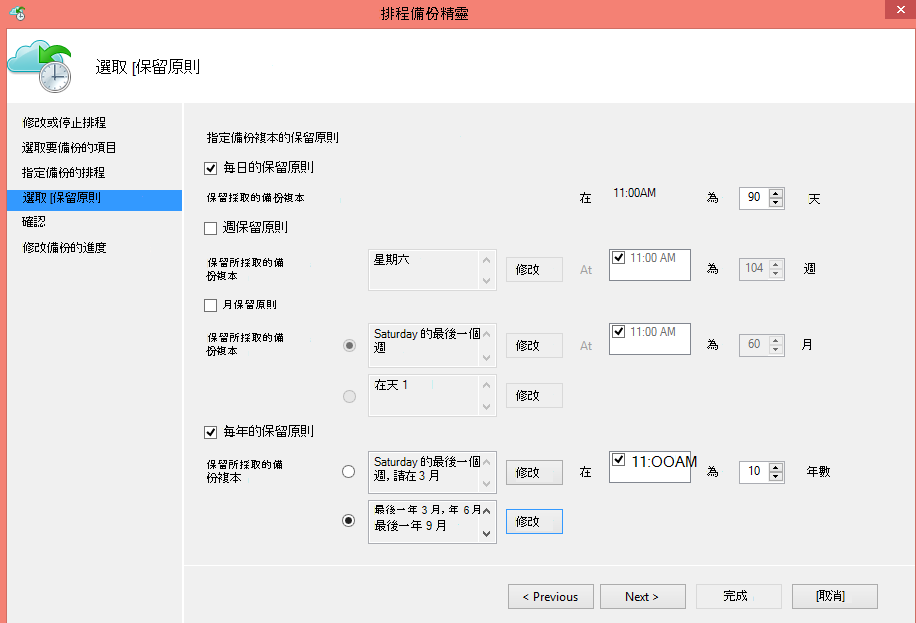 排程備份精靈
選取 [保留原則
修改或停止排程
選取要備份的項目
指定備份的排程
選取 [保留原則
確認
修改備份的進度
指定備份複本的保留原則
每日的保留原則
保留採取的備份複本 在 11:00AM 為 90 天
週保留原則
保留所採取的備
份複本
星期六
修改 At 11:00 AM 為 104 週
月保留原則
保留所採取的備
份複本
Saturday 的最後一個
週
修改 At 11:00 AM 為 60 月
在天 1
修改
每年的保留原則
保留所採取的備
份複本
Saturday 的最後一個
週, 請在 3 月
修改 在 11:OOAM 為 10 年數
最後一年 3 月, 年 6 月
最後一年 9 月
修改
< Previous Next > 完成 [取消]